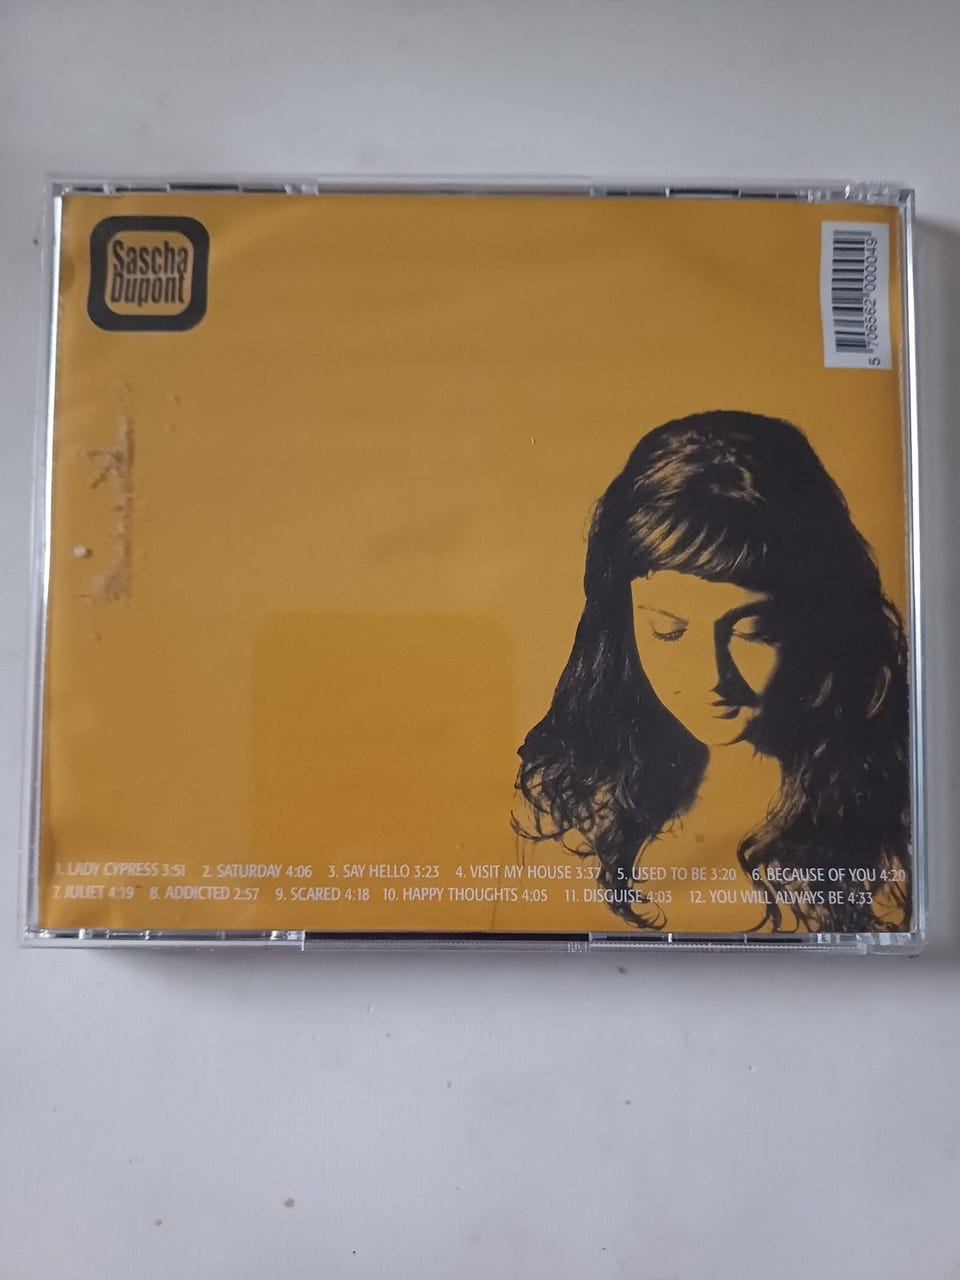 Sascha
Dupont
5 706562 000049
1. LADY CYPRESS 3:51 2. SATURDAY 4:06 3. SAY HELLO 3:23 4. VISIT MY HOUSE 3:37 5. USED TO BE 3:20 6. BECAUSE OF YOU 4:20
7. JULIET 4:19 8. ADDICTED 2:57 9. SCARED 4:18 10. HAPPY THOUGHTS 4:05 11. DISGUISE 4:03 12. YOU WILL ALWAYS BE 4:33